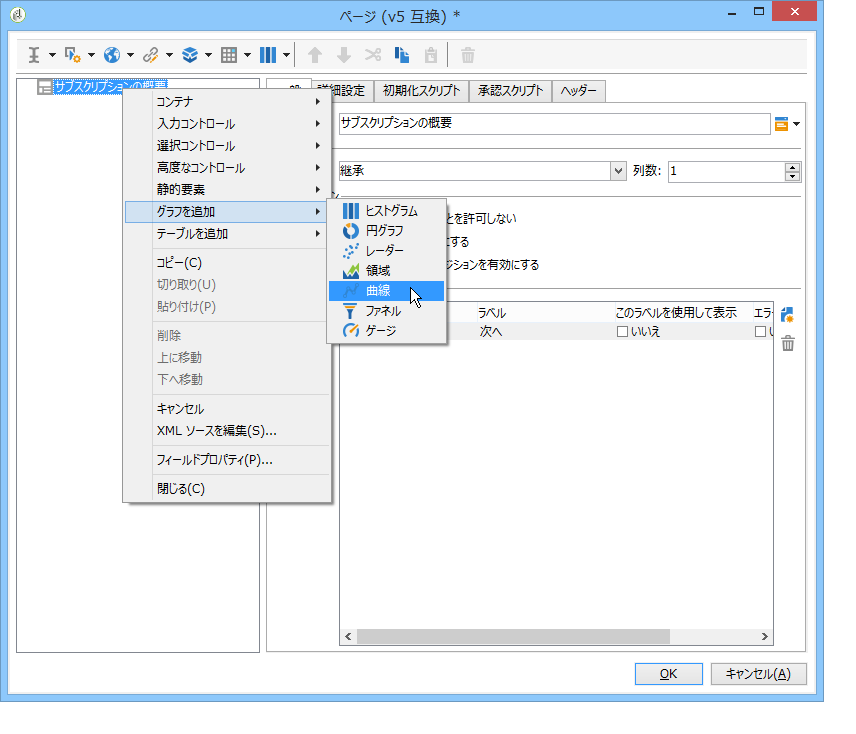 ページ (v5 互換) *
サブスクリプションの概要
詳細設定 初期化スクリプト 承認スクリプト ヘッダー
サブスクリプションの概要
継承 列数: 1
とを許可しない
にする
ジションを有効にする
ラベル このラベルを使用して表示 エラー
次へ いいえ
コンテナ
入力コントロール
選択コントロール
高度なコントロール
静的要素
グラフを追加
テーブルを追加
コピー(C)
切り取り(U)
貼り付け(P)
削除
上に移動
下へ移動
キャンセル
XML ソースを編集(S)...
フィールドプロパティ(P)...
閉じる(C)
ヒストグラム
円グラフ
レーダー
領域
曲線
ファネル
ゲージ
OK キャンセル(A)